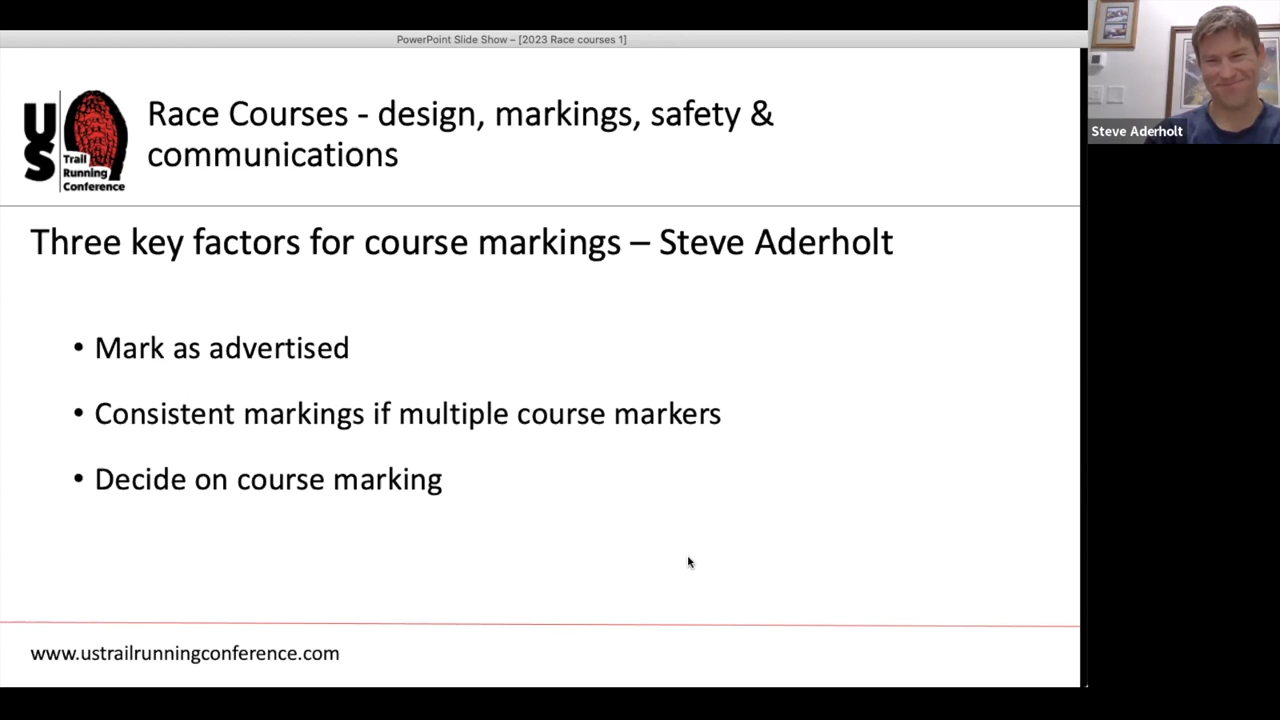 PowerPoint Slide Show – [2023 Race courses 1]
US
Trail
Running
Conference
Race Courses - design, markings, safety &
communications
Steve Aderholt
Three key factors for course markings – Steve Aderholt
• Mark as advertised
• Consistent markings if multiple course markers
• Decide on course marking
www.ustrailrunningconference.com